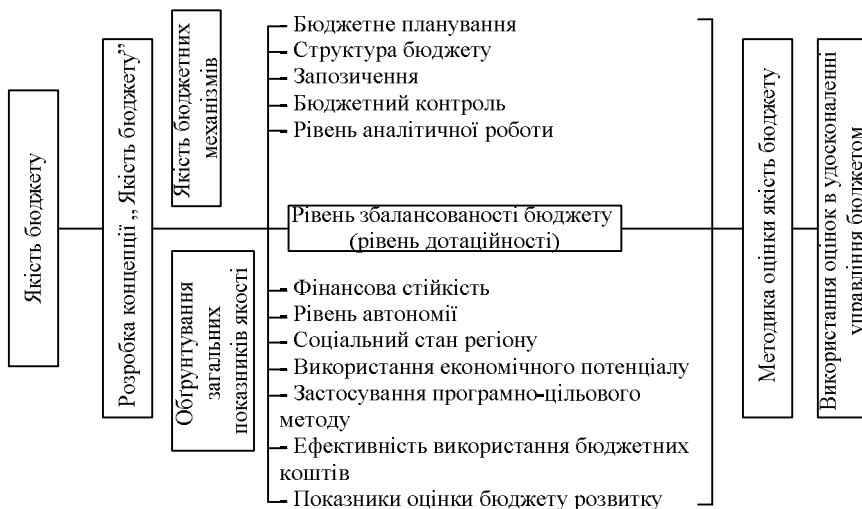 Якість бюджету
Розробка концепції „ Якість бюджету”
Якість бюджетних
механізмів
Бюджетне планування
Структура бюджету
Запозичення
Бюджетний контроль
Рівень аналітичної роботи
Рівень збалансованості бюджету
(рівень дотаційності)
Обґрунтування
загальних
показників якості
Фінансова стійкість
Рівень автономії
Соціальний стан регіону
Використання економічного потенціалу
Застосування програмно-цільового
методу
Ефективність використання бюджетних
коштів
Показники оцінки бюджету розвитку
Методика оцінки якість бюджету
Використання оцінок в удосконаленні
управління бюджетом